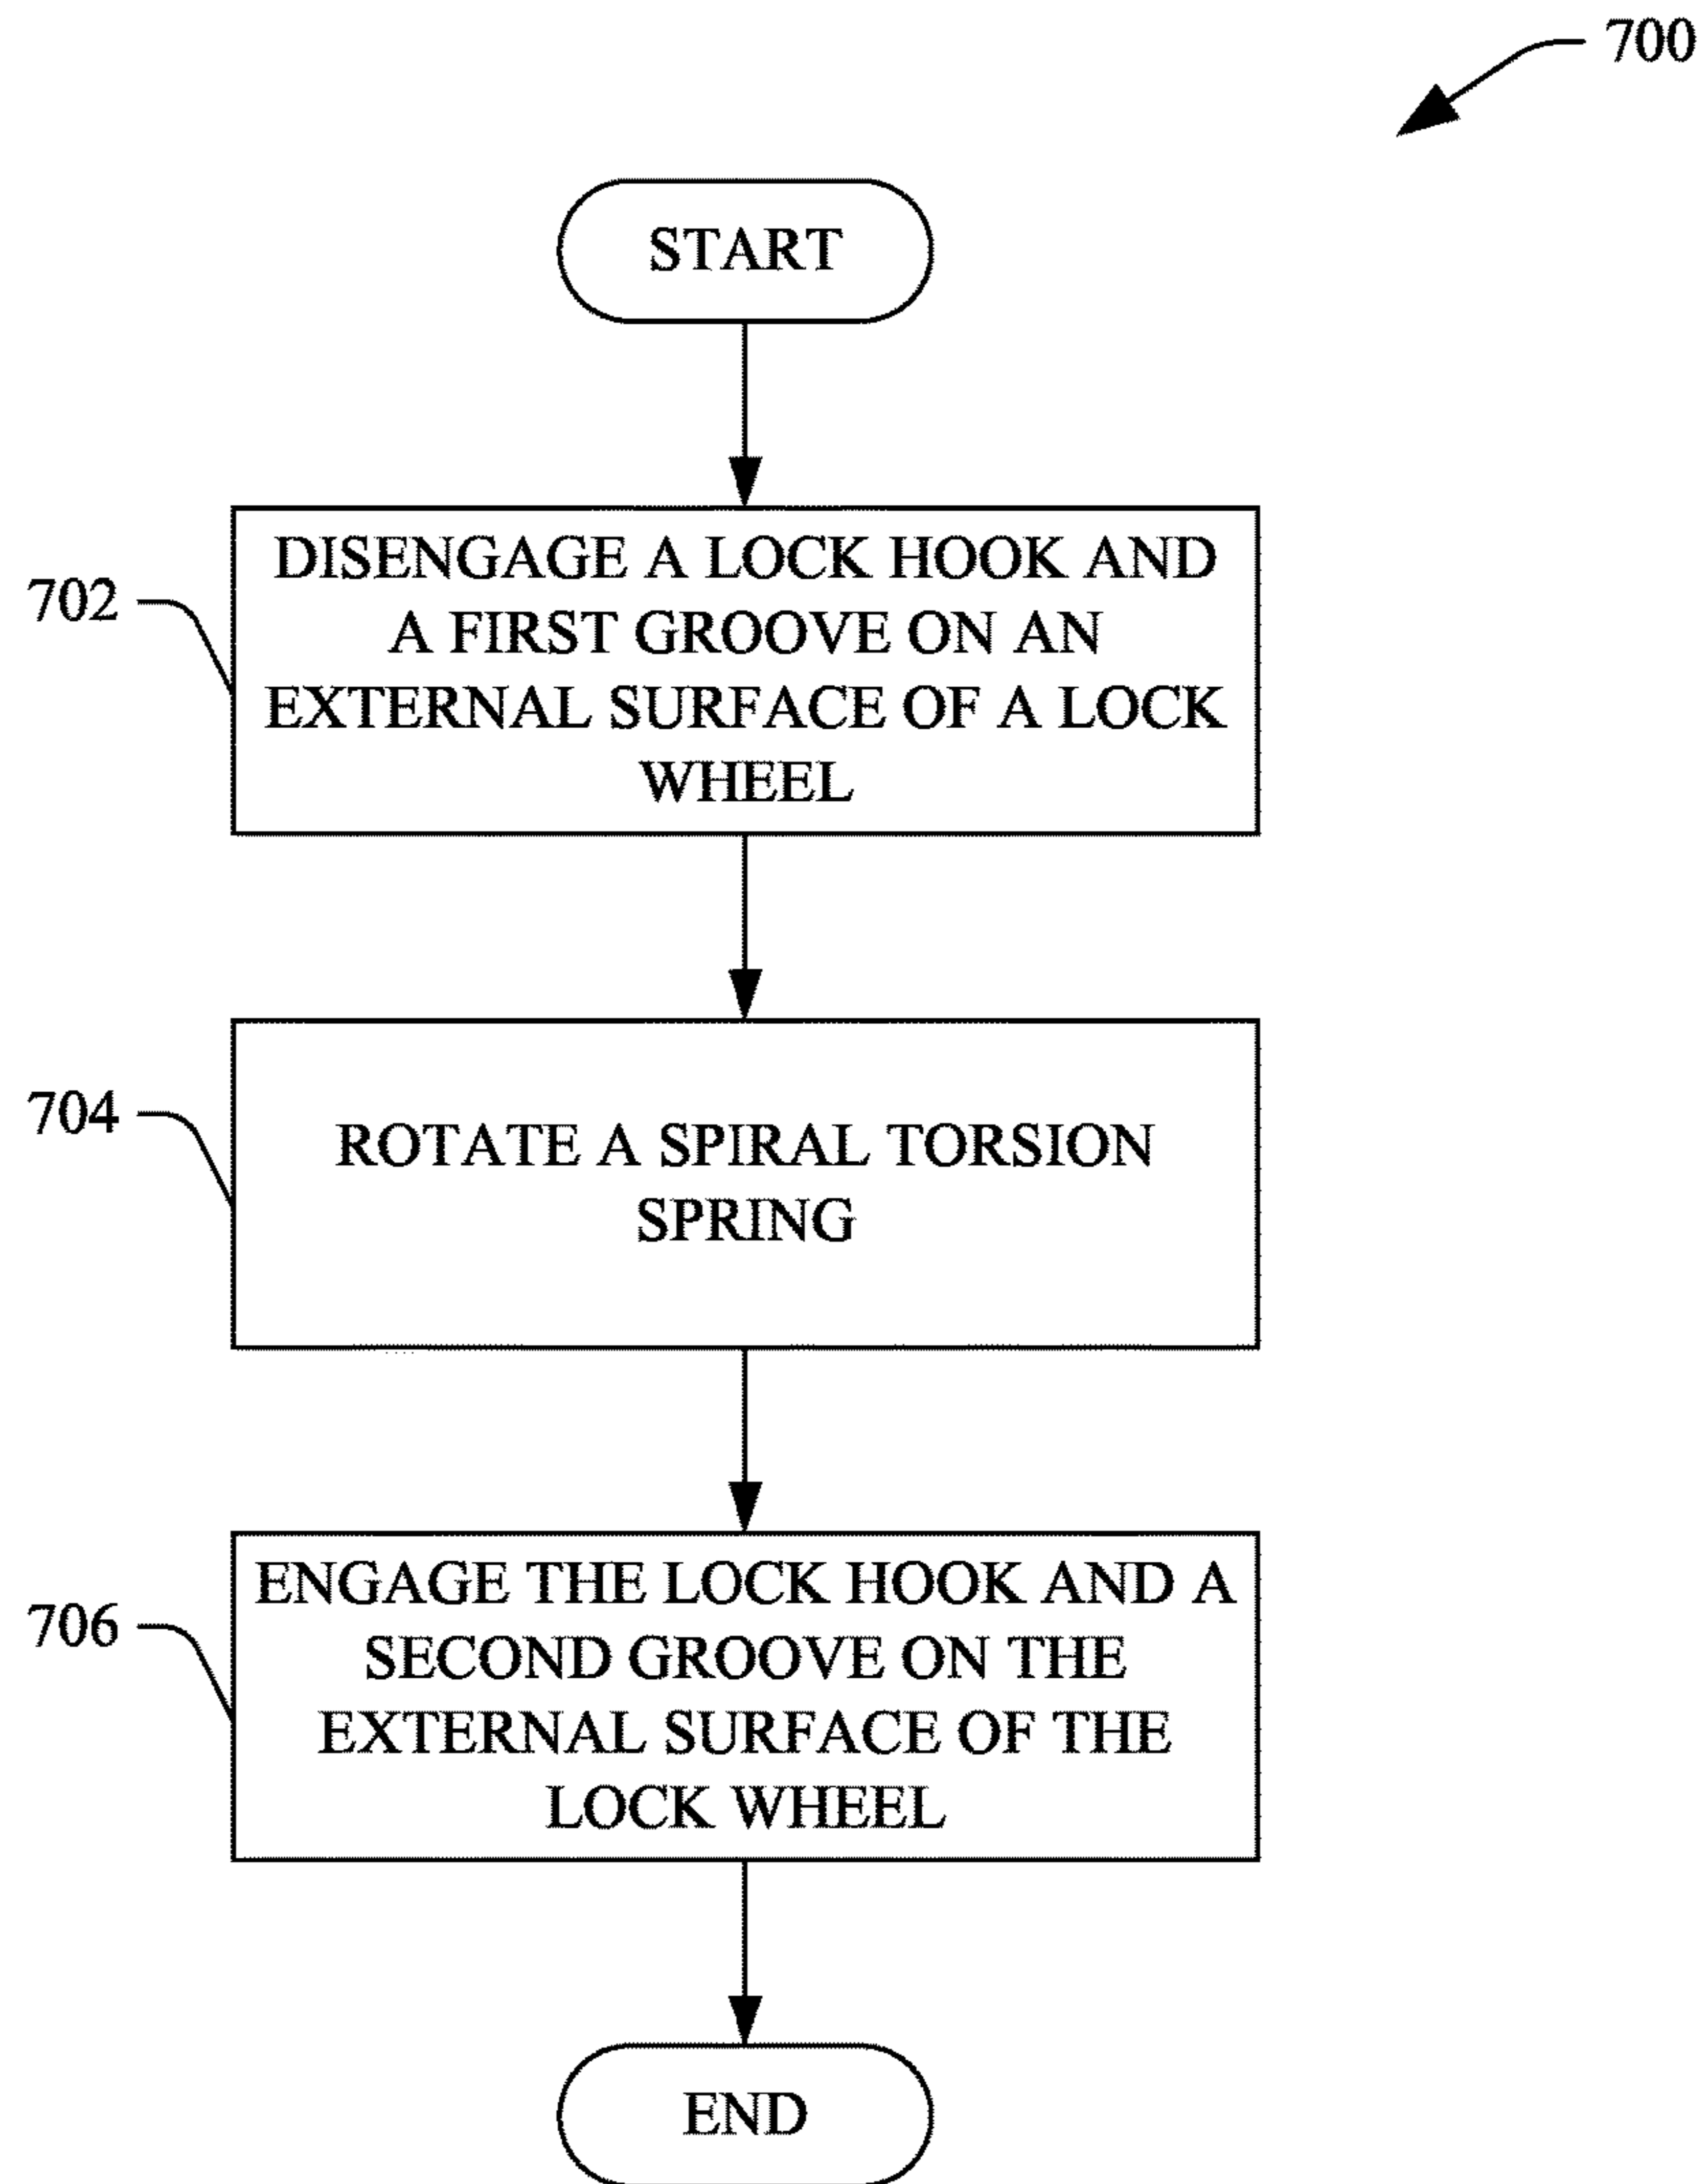 700
START
702
DISENGAGE A LOCK HOOK AND
A FIRST GROOVE ON AN
EXTERNAL SURFACE OF A LOCK
WHEEL
704
ROTATE A SPIRAL TORSION
SPRING
706
ENGAGE THE LOCK HOOK AND A
SECOND GROOVE ON THE
EXTERNAL SURFACE OF THE
LOCK WHEEL
END